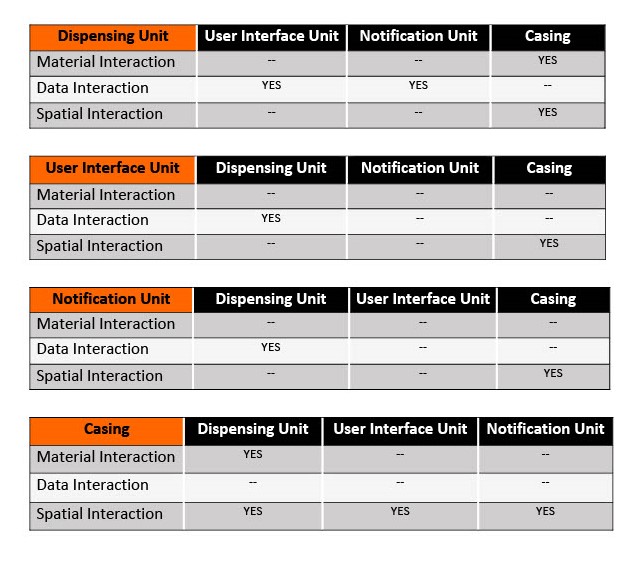 Dispensing Unit User Interface Unit Notification Unit Casing
Material Interaction -- -- YES
Data Interaction YES YES --
Spatial Interaction -- -- YES
User Interface Unit Dispensing Unit Notification Unit Casing
Material Interaction -- -- --
Data Interaction YES -- --
Spatial Interaction -- -- YES
Notification Unit Dispensing Unit User Interface Unit Casing
Material Interaction -- -- --
Data Interaction YES -- --
Spatial Interaction -- -- YES
Casing Dispensing Unit User Interface Unit Notification Unit
Material Interaction YES -- --
Data Interaction -- -- --
Spatial Interaction YES YES YES